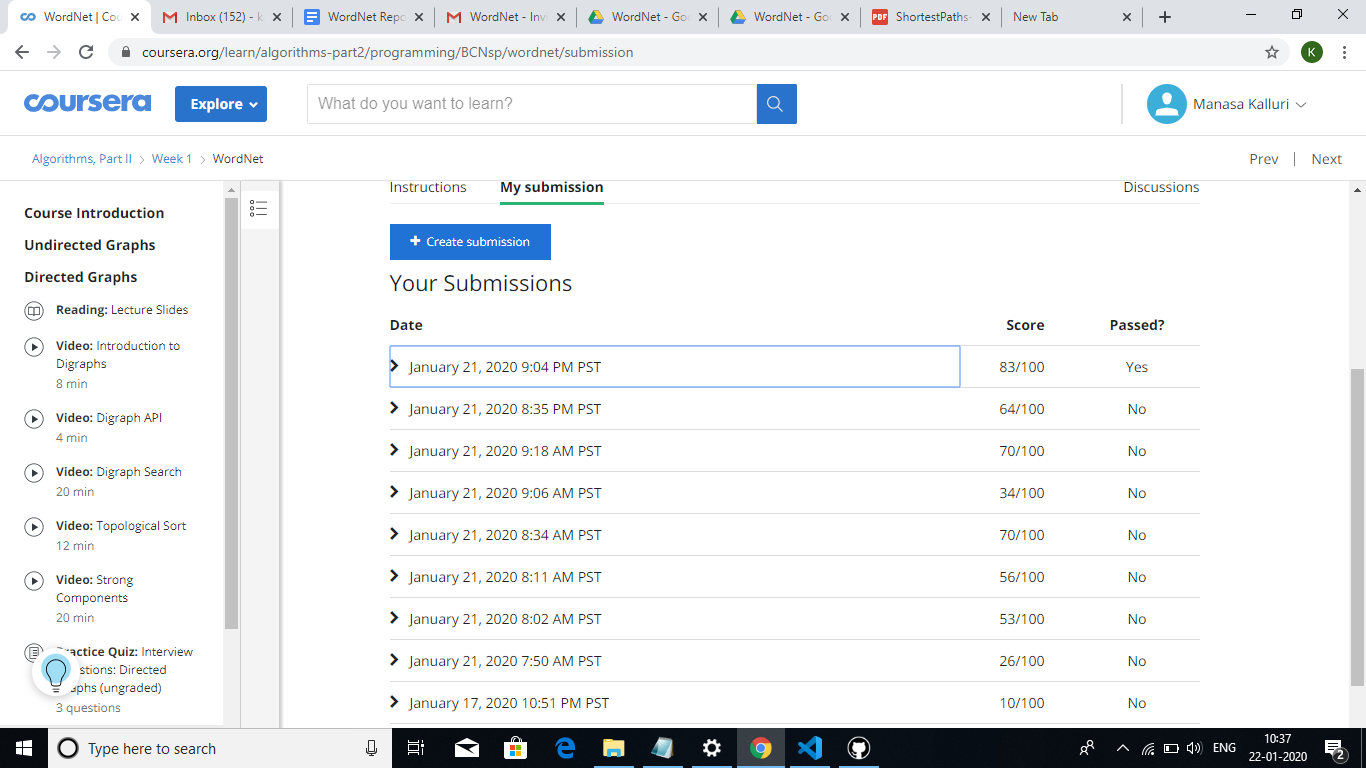 WordNet | Cou
Inbox (152) - k
WordNet Repo
WordNet - Invi
WordNet - Goo
WordNet - Goo
PDF
ShortestPaths-
New Tab
coursera.org/learn/algorithms-part2/programming/BCNsp/wordnet/submission
K
coursera
Explore
What do you want to learn?
Manasa Kalluri
Algorithms, Part II
Week 1
WordNet
Prev | Next
Course Introduction
Undirected Graphs
Directed Graphs
Reading: Lecture Slides
Video: Introduction to
Digraphs
8 min
Video: Digraph API
4 min
Video: Digraph Search
20 min
Video: Topological Sort
12 min
Video: Strong
Components
20 min
Practice Quiz: Interview
stions: Directed
phs (ungraded)
3 questions
Instructions
My submission
Discussions
+ Create submission
Your Submissions
Date Score Passed?
January 21, 2020 9:04 PM PST 83/100 Yes
January 21, 2020 8:35 PM PST 64/100 No
January 21, 2020 9:18 AM PST 70/100 No
January 21, 2020 9:06 AM PST 34/100 No
January 21, 2020 8:34 AM PST 70/100 No
January 21, 2020 8:11 AM PST 56/100 No
January 21, 2020 8:02 AM PST 53/100 No
January 21, 2020 7:50 AM PST 26/100 No
January 17, 2020 10:51 PM PST 10/100 No
Type here to search
ENG
10:37
22-01-2020
2